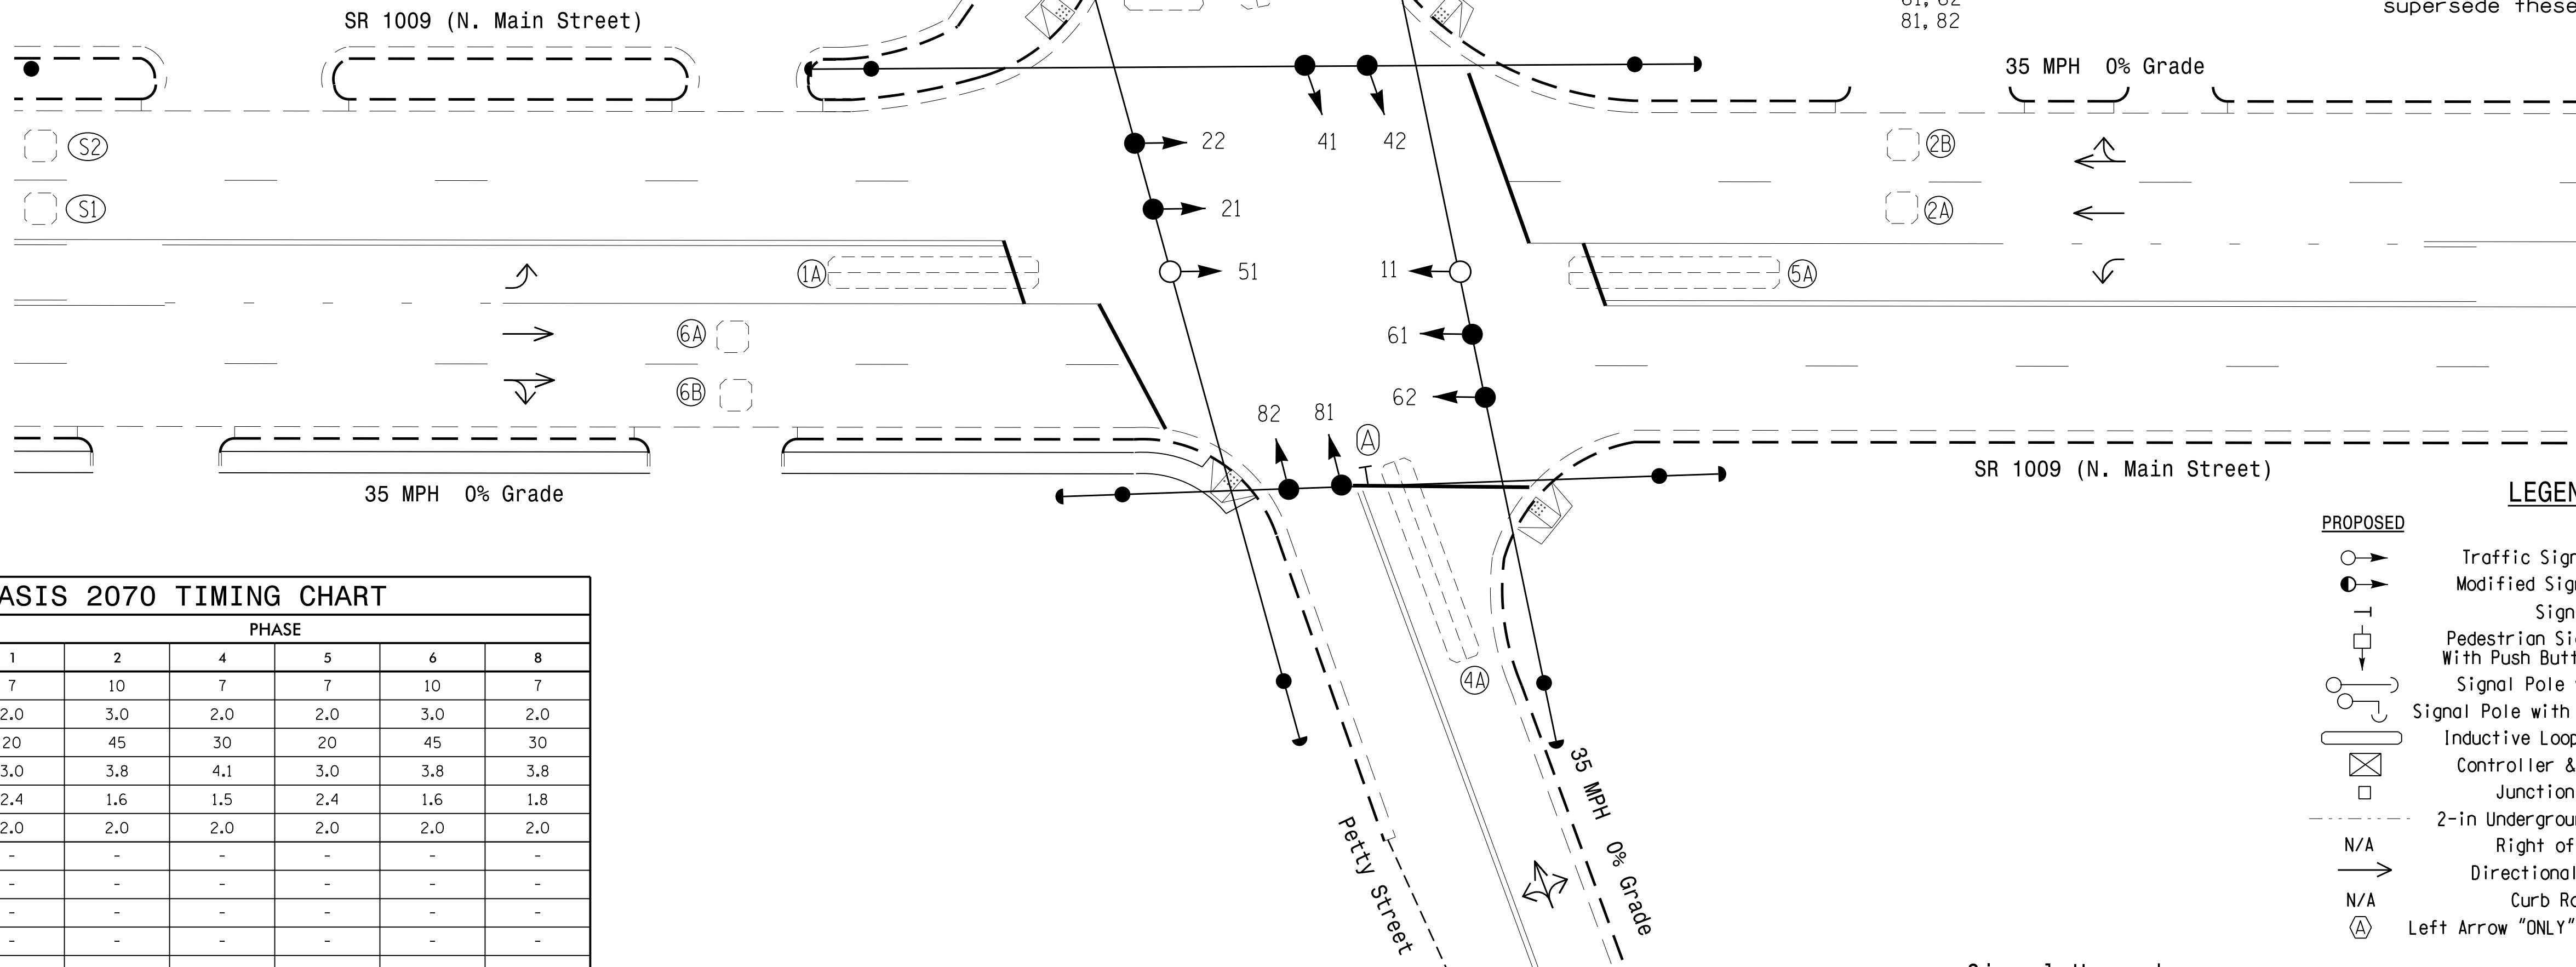 SR 1009 (N. Main Street)
81, 82
supersede these
35 MPH 0% Grade
S2
S1
22
21
51
41
42
11
61
62
1A
5A
2B
2A
6A
6B
82
81
A
4A
35 MPH 0% Grade
SR 1009 (N. Main Street)
Petty Street
35 MPH 0% Grade
ASIS 2070 TIMING CHART
PHASE
1 2 4 5 6 8
7 10 7 7 10 7
2.0 3.0 2.0 2.0 3.0 2.0
20 45 30 20 45 30
3.0 3.8 4.1 3.0 3.8 3.8
2.4 1.6 1.5 2.4 1.6 1.8
2.0 2.0 2.0 2.0 2.0 2.0
- - - - - -
- - - - - -
- - - - - -
- - - - - -
LEGEN
PROPOSED
Traffic Sign
Modified Sig
Sign
Pedestrian Si
With Push Butt
Signal Pole
Signal Pole with
Inductive Loop
Controller &
Junction
2-in Undergrou
N/A Right of
Directional
N/A Curb Ra
A Left Arrow "ONLY"